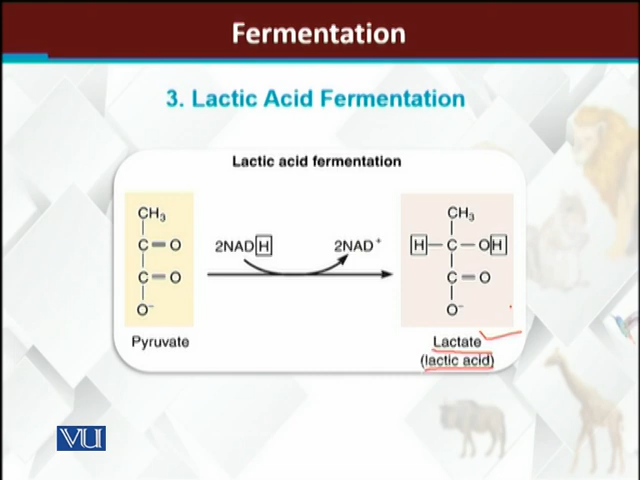 Fermentation
3. Lactic Acid Fermentation
Lactic acid fermentation
CH₃
C=O
C=O
O⁻
Pyruvate
2NADH
2NAD⁺
CH₃
H–C–OH
C=O
O⁻
Lactate
(lactic acid)
VU